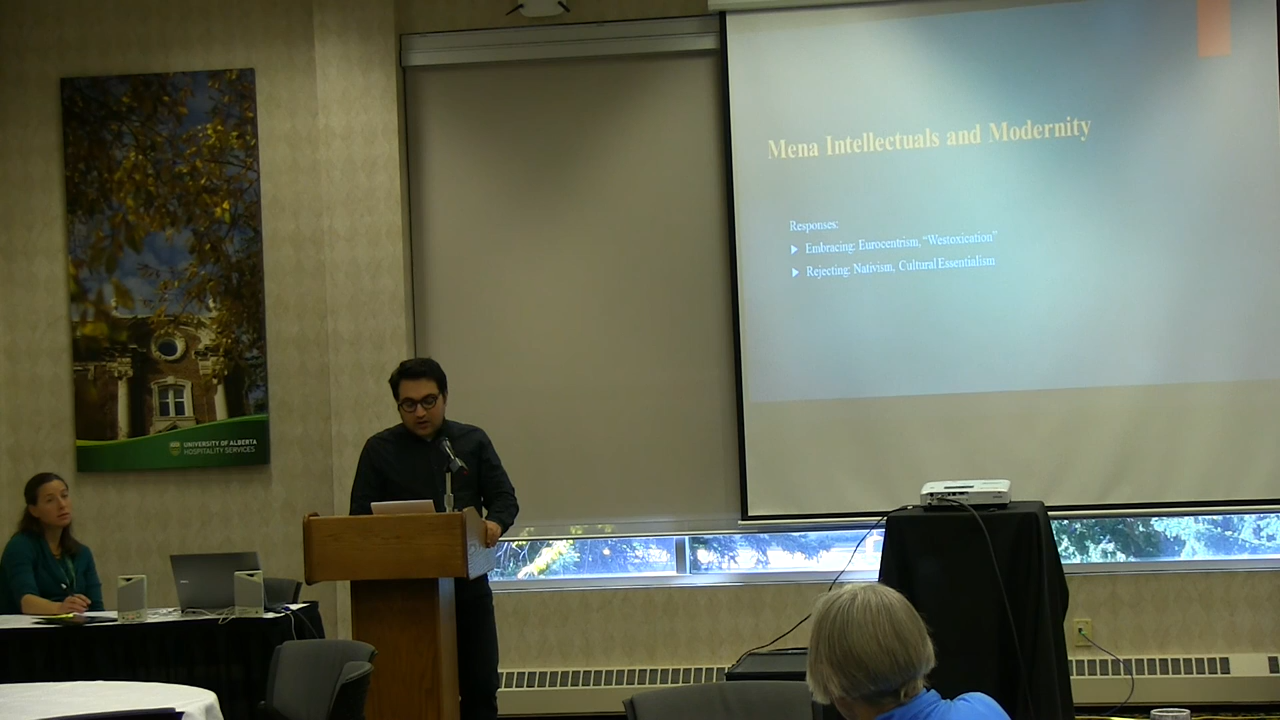 Mena Intellectuals and Modernity
Responses:
Embracing: Eurocentrism, “Westoxication”
Rejecting: Nativism, Cultural Essentialism
UNIVERSITY OF ALBERTA
HOSPITALITY SERVICES